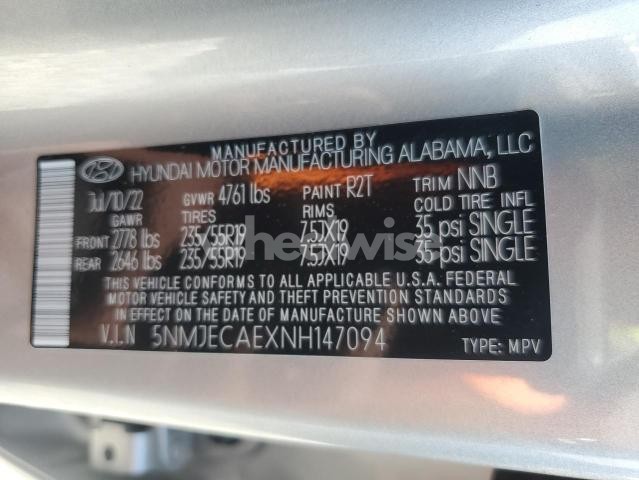 MANUFACTURED BY
HYUNDAI MOTOR MANUFACTURING ALABAMA, LLC
JUL/10/22 GVWR 4761 lbs PAINT R2T TRIM NNB
GAWR TIRES RIMS COLD TIRE INFL
FRONT 2778 lbs 235/55R19 7.5JX19 35 psi SINGLE
REAR 2646 lbs 235/55R19 7.5JX19 35 psi SINGLE
THIS VEHICLE CONFORMS TO ALL APPLICABLE U.S.A. FEDERAL
MOTOR VEHICLE SAFETY AND THEFT PREVENTION STANDARDS
IN EFFECT ON THE DATE OF MANUFACTURE SHOWN ABOVE.
V.I.N 5NMJECAEXNH147094 TYPE: MPV